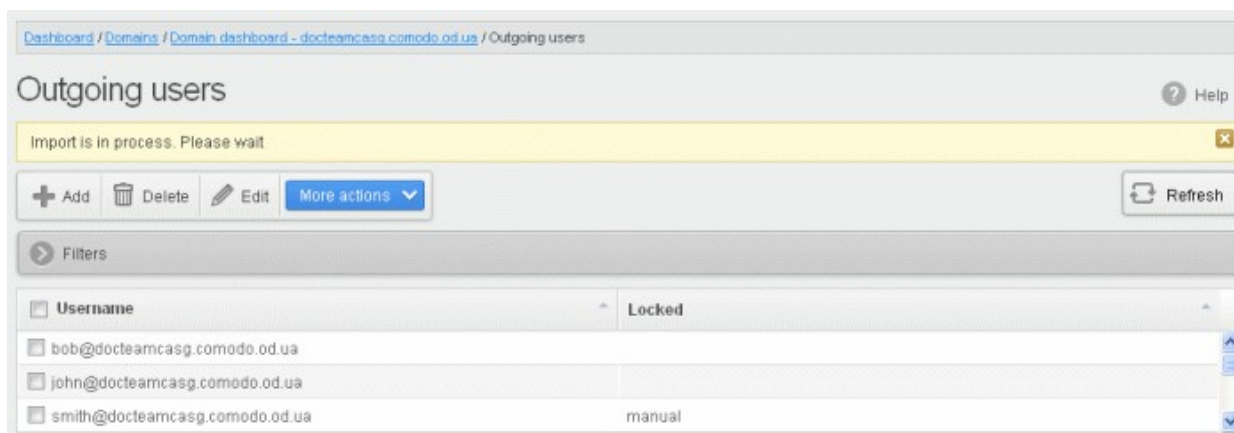 Dashboard / Domains / Domain dashboard - docteamcasg.comodo.od.ua / Outgoing users
Outgoing users
Help
Import is in process. Please wait
Add Delete Edit More actions
Refresh
Filters
Username Locked
bob@docteamcasg.comodo.od.ua
john@docteamcasg.comodo.od.ua
smith@docteamcasg.comodo.od.ua manual